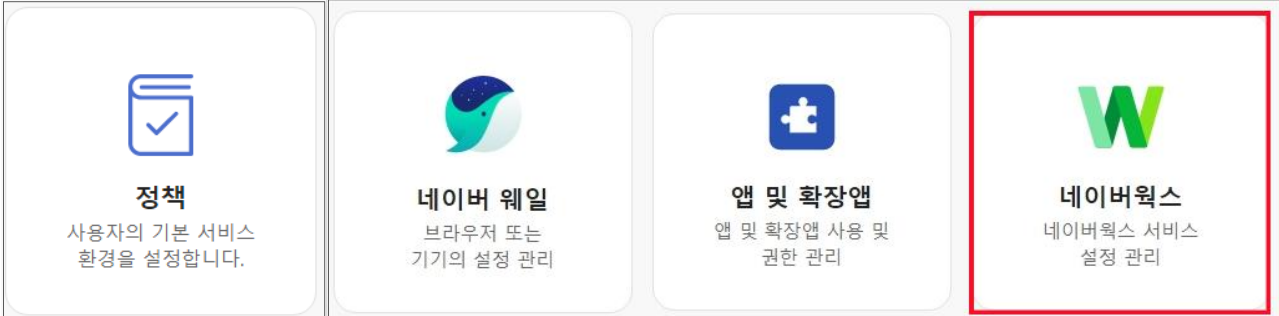 정책
사용자의 기본 서비스
환경을 설정합니다.
네이버 웨일
브라우저 또는
기기의 설정 관리
앱 및 확장앱
앱 및 확장앱 사용 및
권한 관리
네이버웍스
네이버웍스 서비스
설정 관리